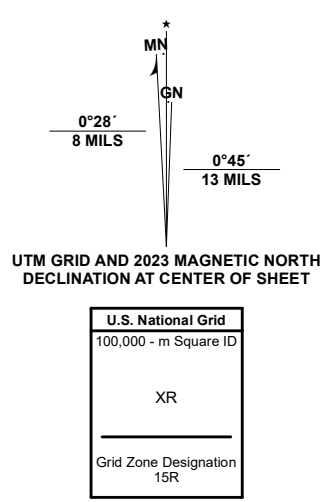 MN
GN
0°28´
8 MILS
0°45´
13 MILS
UTM GRID AND 2023 MAGNETIC NORTH
DECLINATION AT CENTER OF SHEET
U.S. National Grid
100,000 - m Square ID
XR
Grid Zone Designation
15R